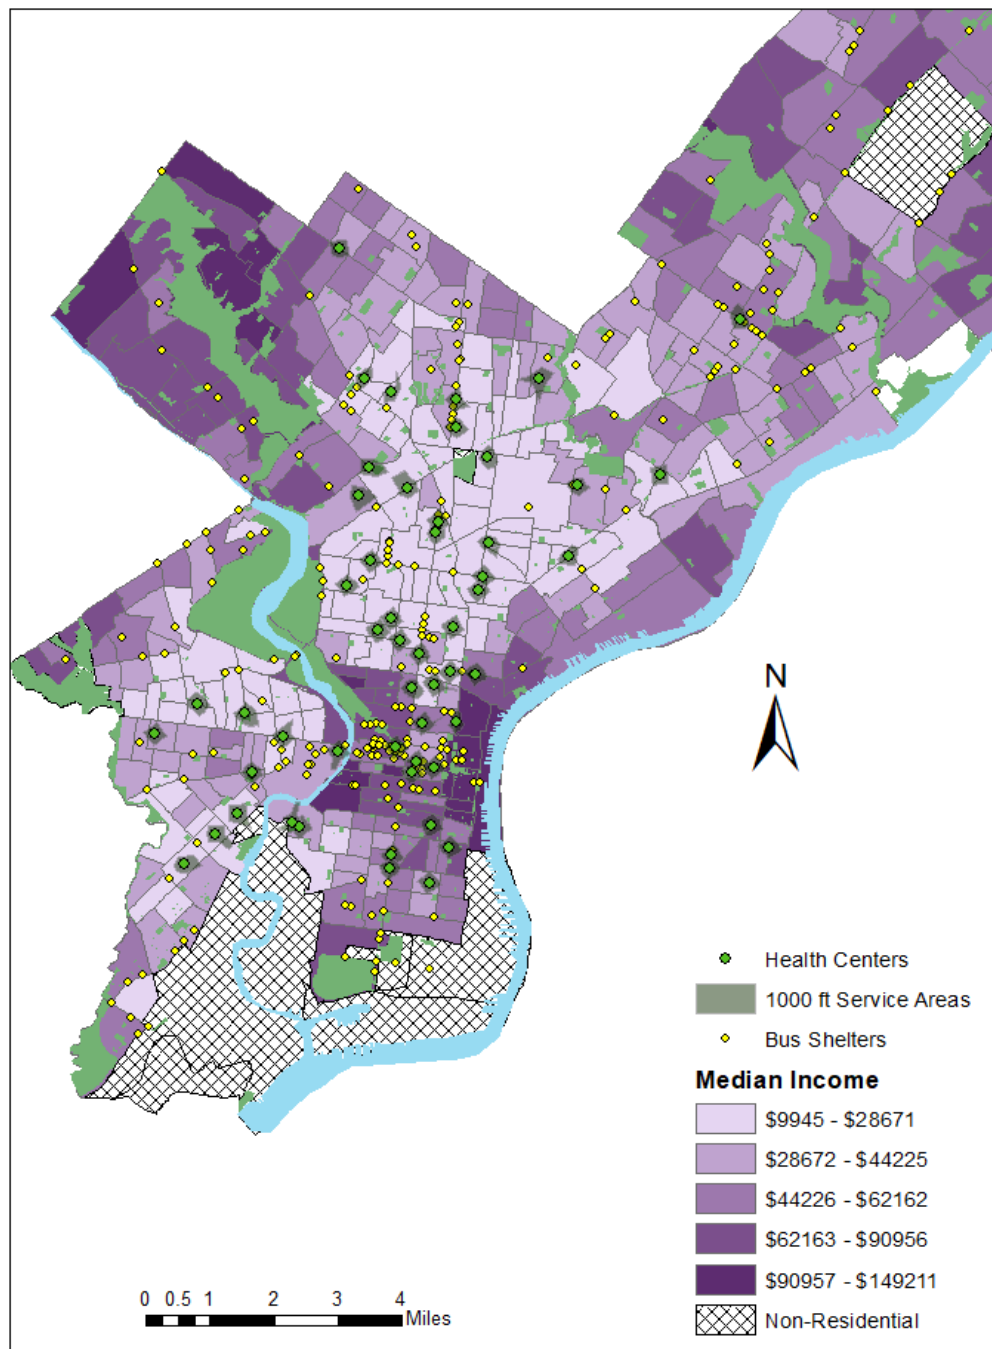 N
Health Centers
1000 ft Service Areas
Bus Shelters
Median Income
$9945 - $28671
$28672 - $44225
$44226 - $62162
$62163 - $90956
$90957 - $149211
Non-Residential
0 0.5 1 2 3 4
Miles